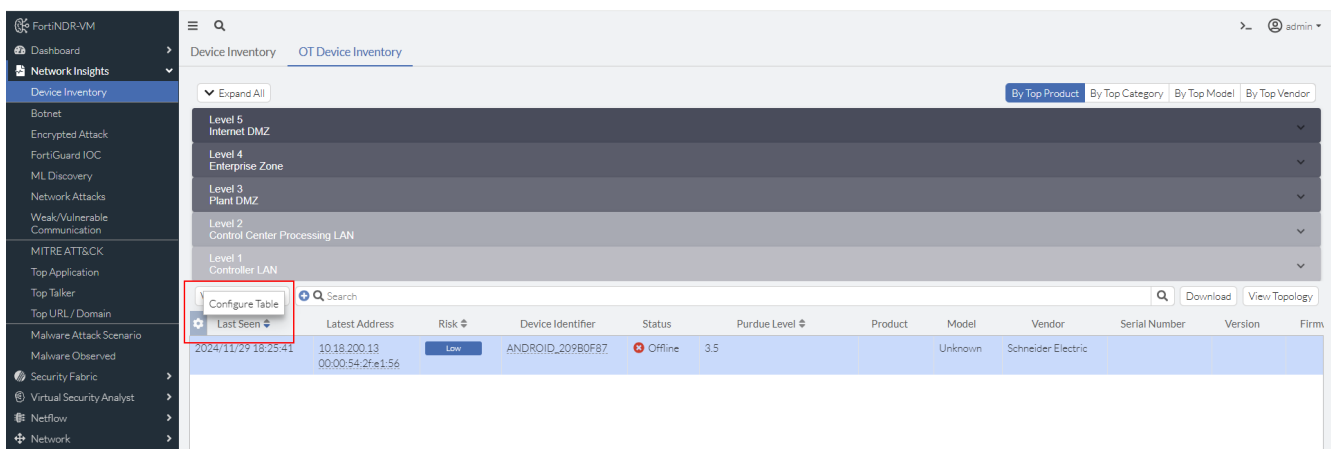 FortiNDR-VM
admin
Dashboard
Network Insights
Device Inventory
Botnet
Encrypted Attack
FortiGuard IOC
ML Discovery
Network Attacks
Weak/Vulnerable
Communication
MITRE ATT&CK
Top Application
Top Talker
Top URL / Domain
Malware Attack Scenario
Malware Observed
Security Fabric
Virtual Security Analyst
Netflow
Network
Device Inventory OT Device Inventory
Expand All By Top Product By Top Category By Top Model By Top Vendor
Level 5
Internet DMZ
Level 4
Enterprise Zone
Level 3
Plant DMZ
Level 2
Control Center Processing LAN
Level 1
Controller LAN
Configure Table Search Download View Topology
Last Seen Latest Address Risk Device Identifier Status Purdue Level Product Model Vendor Serial Number Version
2024/11/29 18:25:41 10.18.200.13 Low ANDROID_209B0F87 Offline 3.5 Unknown Schneider Electric
00:00:54:2f:e1:56